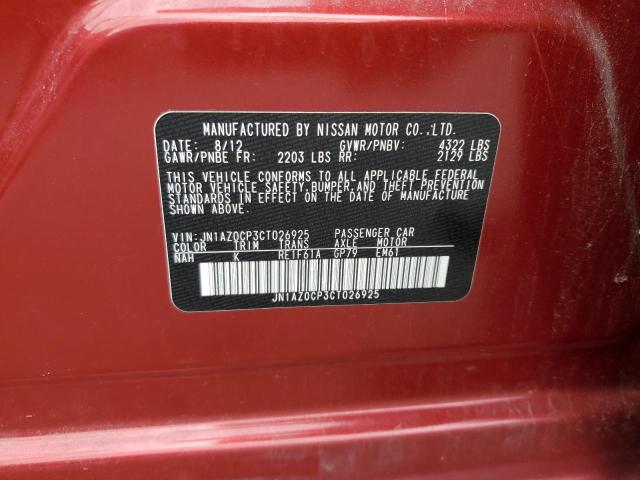 MANUFACTURED BY NISSAN MOTOR CO.,LTD.
DATE: 8/12 GVWR/PNBV: 4322 LBS
GAWR/PNBE FR: 2203 LBS RR: 2129 LBS
THIS VEHICLE CONFORMS TO ALL APPLICABLE FEDERAL
MOTOR VEHICLE SAFETY,BUMPER,AND THEFT PREVENTION
STANDARDS IN EFFECT ON THE DATE OF MANUFACTURE
SHOWN ABOVE.
VIN:JN1AZ0CP3CT026925 PASSENGER CAR
COLOR TRIM TRANS AXLE MOTOR
NAH K RE1F61A GP79 EM61
JN1AZ0CP3CT026925